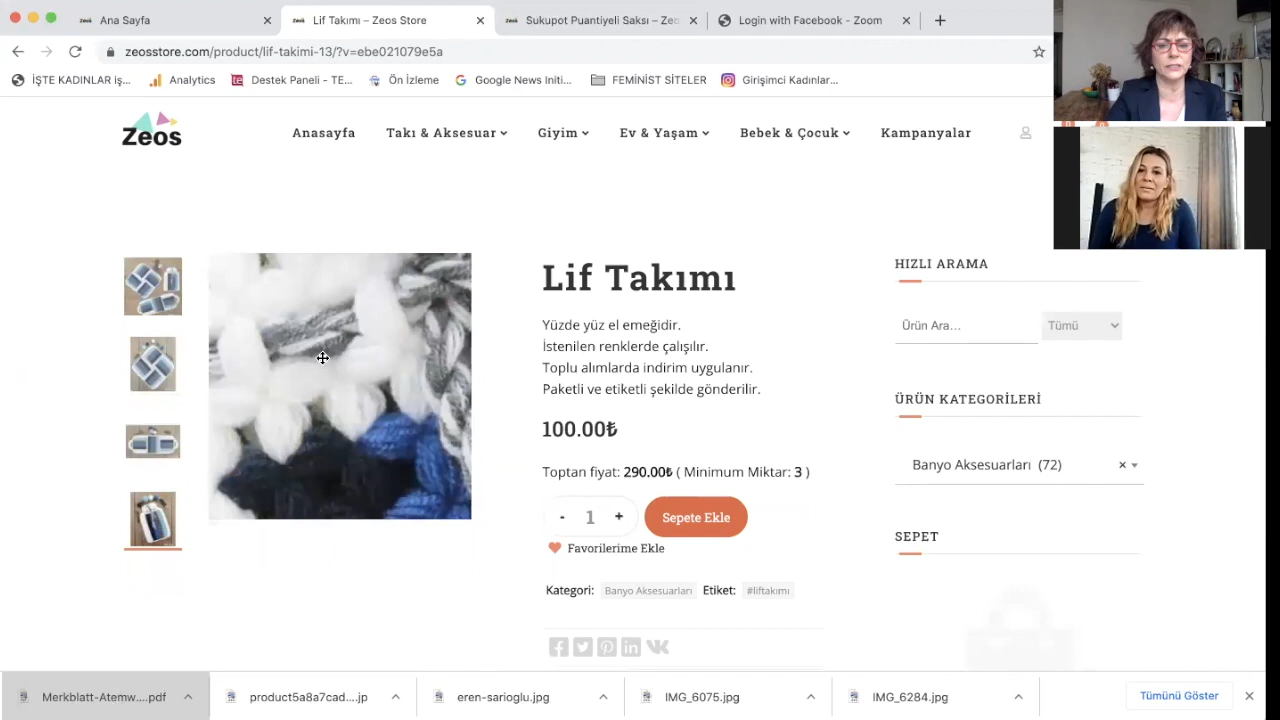 Ana Sayfa
Lif Takımı – Zeos Store
Sukupot Puantiyeli Saksı – Zeo
Login with Facebook - Zoom
zeosstore.com/product/lif-takimi-13/?v=ebe021079e5a
İŞTE KADINLAR iş...
Analytics
Destek Paneli - TE...
Ön İzleme
Google News Initi...
FEMİNİST SİTELER
Girişimci Kadınlar...
Zeos
Anasayfa
Takı & Aksesuar
Giyim
Ev & Yaşam
Bebek & Çocuk
Kampanyalar
Lif Takımı
Yüzde yüz el emeğidir.
İstenilen renklerde çalışılır.
Toplu alımlarda indirim uygulanır.
Paketli ve etiketli şekilde gönderilir.
100.00₺
Toptan fiyat: 290.00₺ ( Minimum Miktar: 3 )
- 1 +
Sepete Ekle
Favorilerime Ekle
Kategori: Banyo Aksesuarları Etiket: #liftakımı
HIZLI ARAMA
Ürün Ara...
Tümü
ÜRÜN KATEGORİLERİ
Banyo Aksesuarları (72)
SEPET
Merkblatt-Atemw....pdf
product5a8a7cad....jp
eren-sarioglu.jpg
IMG_6075.jpg
IMG_6284.jpg
Tümünü Göster